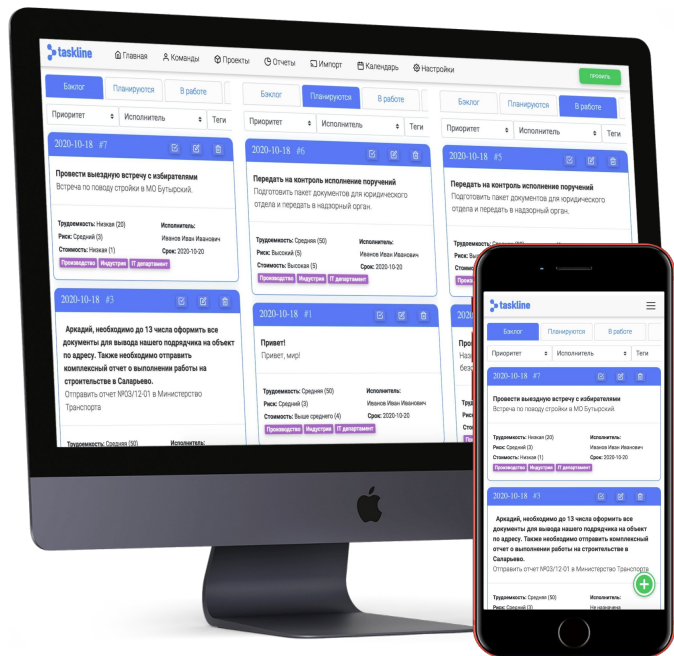 taskline
Главная
Команды
Проекты
Отчеты
Импорт
Календарь
Настройки
ПРОФИЛЬ
Бэклог
Планируются
В работе
Приоритет
Исполнитель
Теги
2020-10-18 #7
Провести выездную встречу с избирателями
Встреча по поводу стройки в МО Бутырский.
Трудоемкость: Низкая (20)
Исполнитель:
Риск: Средний (3)
Иванов Иван Иванович
Стоимость: Низкая (1)
Срок: 2020-10-20
Производство Индустрия IT департамент
2020-10-18 #3
Аркадий, необходимо до 13 числа оформить все
документы для вывода нашего подрядчика на объект
по адресу. Также необходимо отправить
комплексный отчет о выполнении работы на
строительстве в Саларьево.
Отправить отчет №03/12-01 в Министерство
Транспорта
Трудоемкость: Средняя (50)
Исполнитель:
Бэклог
Планируются
В работе
Приоритет
Исполнитель
Теги
2020-10-18 #6
Передать на контроль исполнение поручений
Подготовить пакет документов для юридического
отдела и передать в надзорный орган.
Трудоемкость: Средняя (50)
Исполнитель:
Риск: Высокий (5)
Иванов Иван Иванович
Стоимость: Высокая (5)
Срок: 2020-10-20
Производство Индустрия IT департамент
2020-10-18 #1
Привет!
Привет, мир!
Трудоемкость: Средняя (50)
Исполнитель:
Риск: Средний (3)
Иванов Иван Иванович
Стоимость: Выше среднего (4)
Срок: 2020-10-20
Производство Индустрия IT департамент
Бэклог
Планируются
В работе
Приоритет
Исполнитель
Теги
2020-10-18 #5
Передать на контроль исполнение поручений
Подготовить пакет документов для юридического
отдела и передать в надзорный орган.
taskline
Бэклог
Планируются
В работе
Приоритет
Исполнитель
Теги
2020-10-18 #7
Провести выездную встречу с избирателями
Встреча по поводу стройки в МО Бутырский.
Трудоемкость: Низкая (20)
Исполнитель:
Риск: Средний (3)
Иванов Иван Иванович
Стоимость: Низкая (1)
Срок: 2020-10-20
Производство Индустрия IT департамент
2020-10-18 #3
Аркадий, необходимо до 13 числа оформить все
документы для вывода нашего подрядчика на объект
по адресу. Также необходимо отправить комплексный
отчет о выполнении работы на строительстве в
Саларьево.
Отправить отчет №03/12-01 в Министерство Транспорта
Трудоемкость: Средняя (50)
Исполнитель:
Риск: Средний (3)
Не назначена